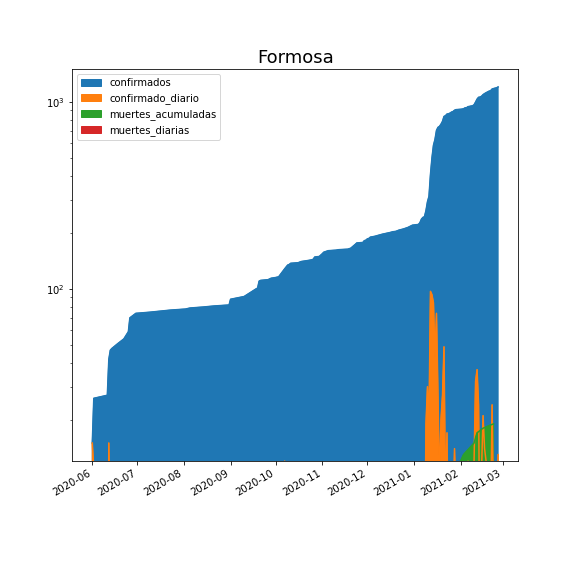 Formosa
confirmados
confirmado_diario
muertes_acumuladas
muertes_diarias
10³
10²
2020-06
2020-07
2020-08
2020-09
2020-10
2020-11
2020-12
2021-01
2021-02
2021-03